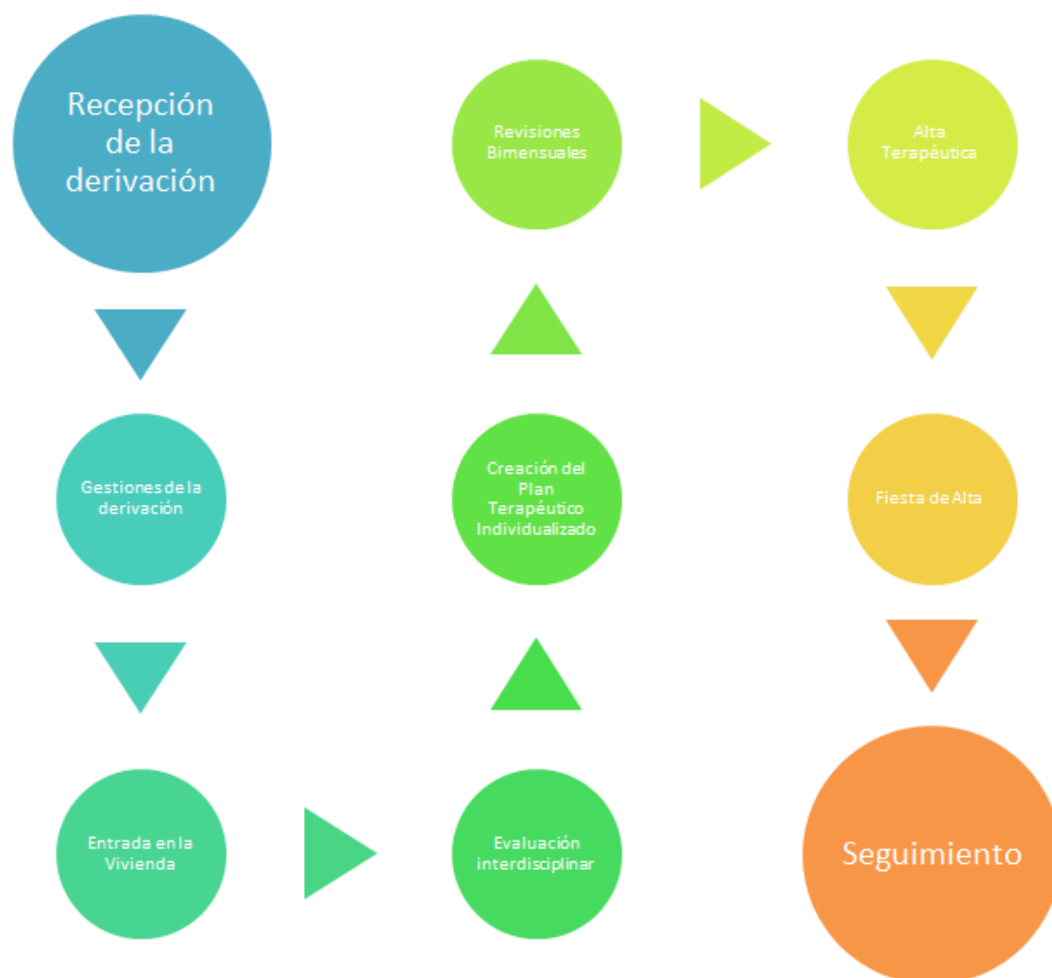 Recepción
de la
derivación
Gestiones de la
derivación
Entrada en la
Vivienda
Evaluación
interdisciplinar
Creación del
Plan
Terapéutico
Individualizado
Revisiones
Bimensuales
Alta
Terapéutica
Fiesta de Alta
Seguimiento